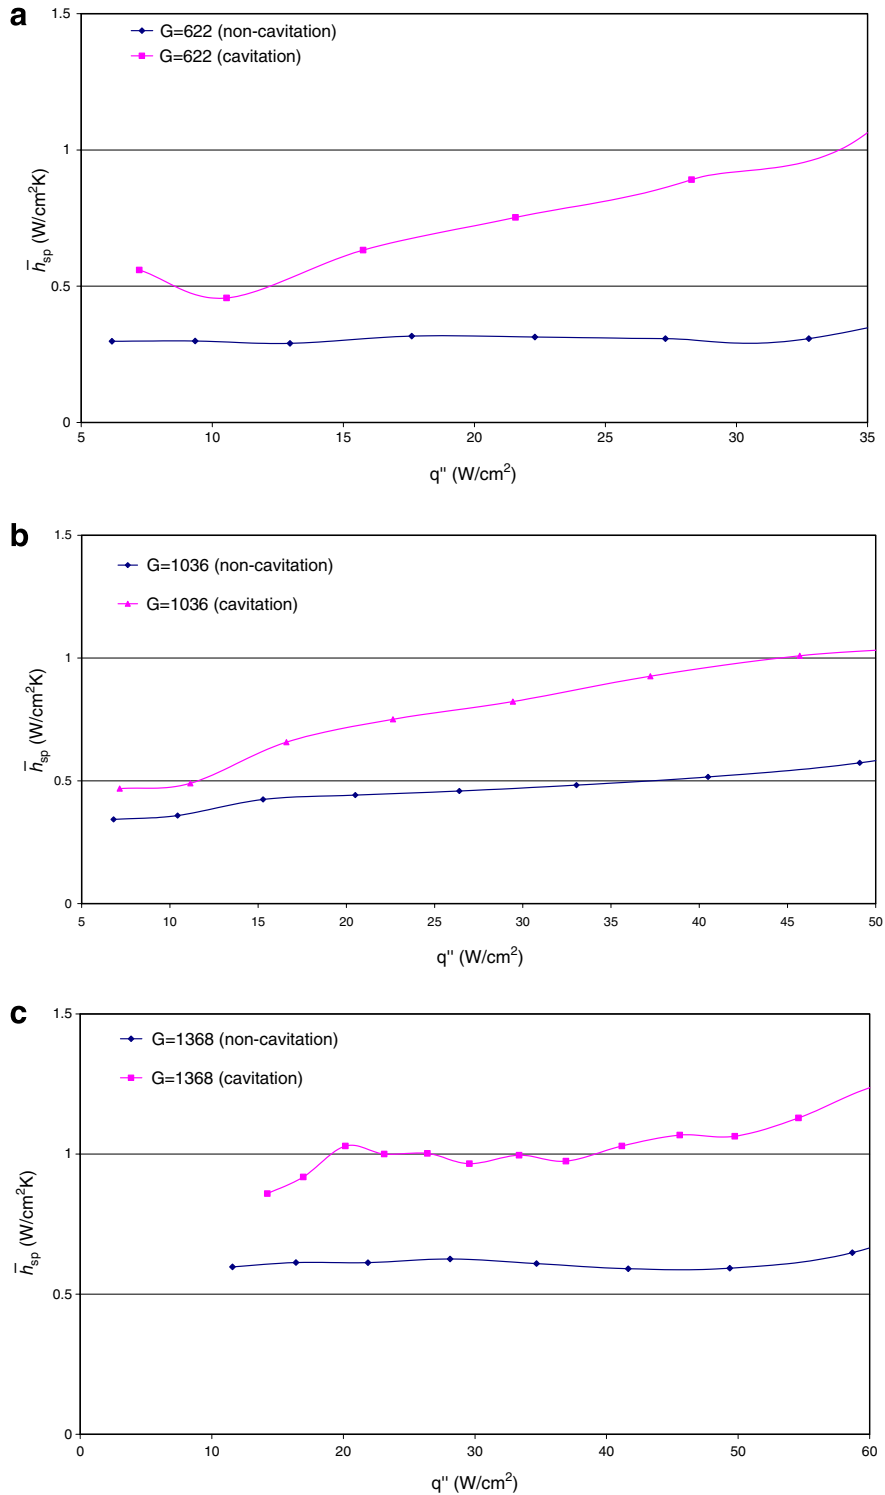 a
1.5
1
0.5
0
G=622 (non-cavitation)
G=622 (cavitation)
h̅sp (W/cm²K)
5 10 15 20 25 30 35
q'' (W/cm²)
b
1.5
1
0.5
0
G=1036 (non-cavitation)
G=1036 (cavitation)
h̅sp (W/cm²K)
5 10 15 20 25 30 35 40 45 50
q'' (W/cm²)
c
1.5
1
0.5
0
G=1368 (non-cavitation)
G=1368 (cavitation)
h̅sp (W/cm²K)
0 10 20 30 40 50 60
q'' (W/cm²)